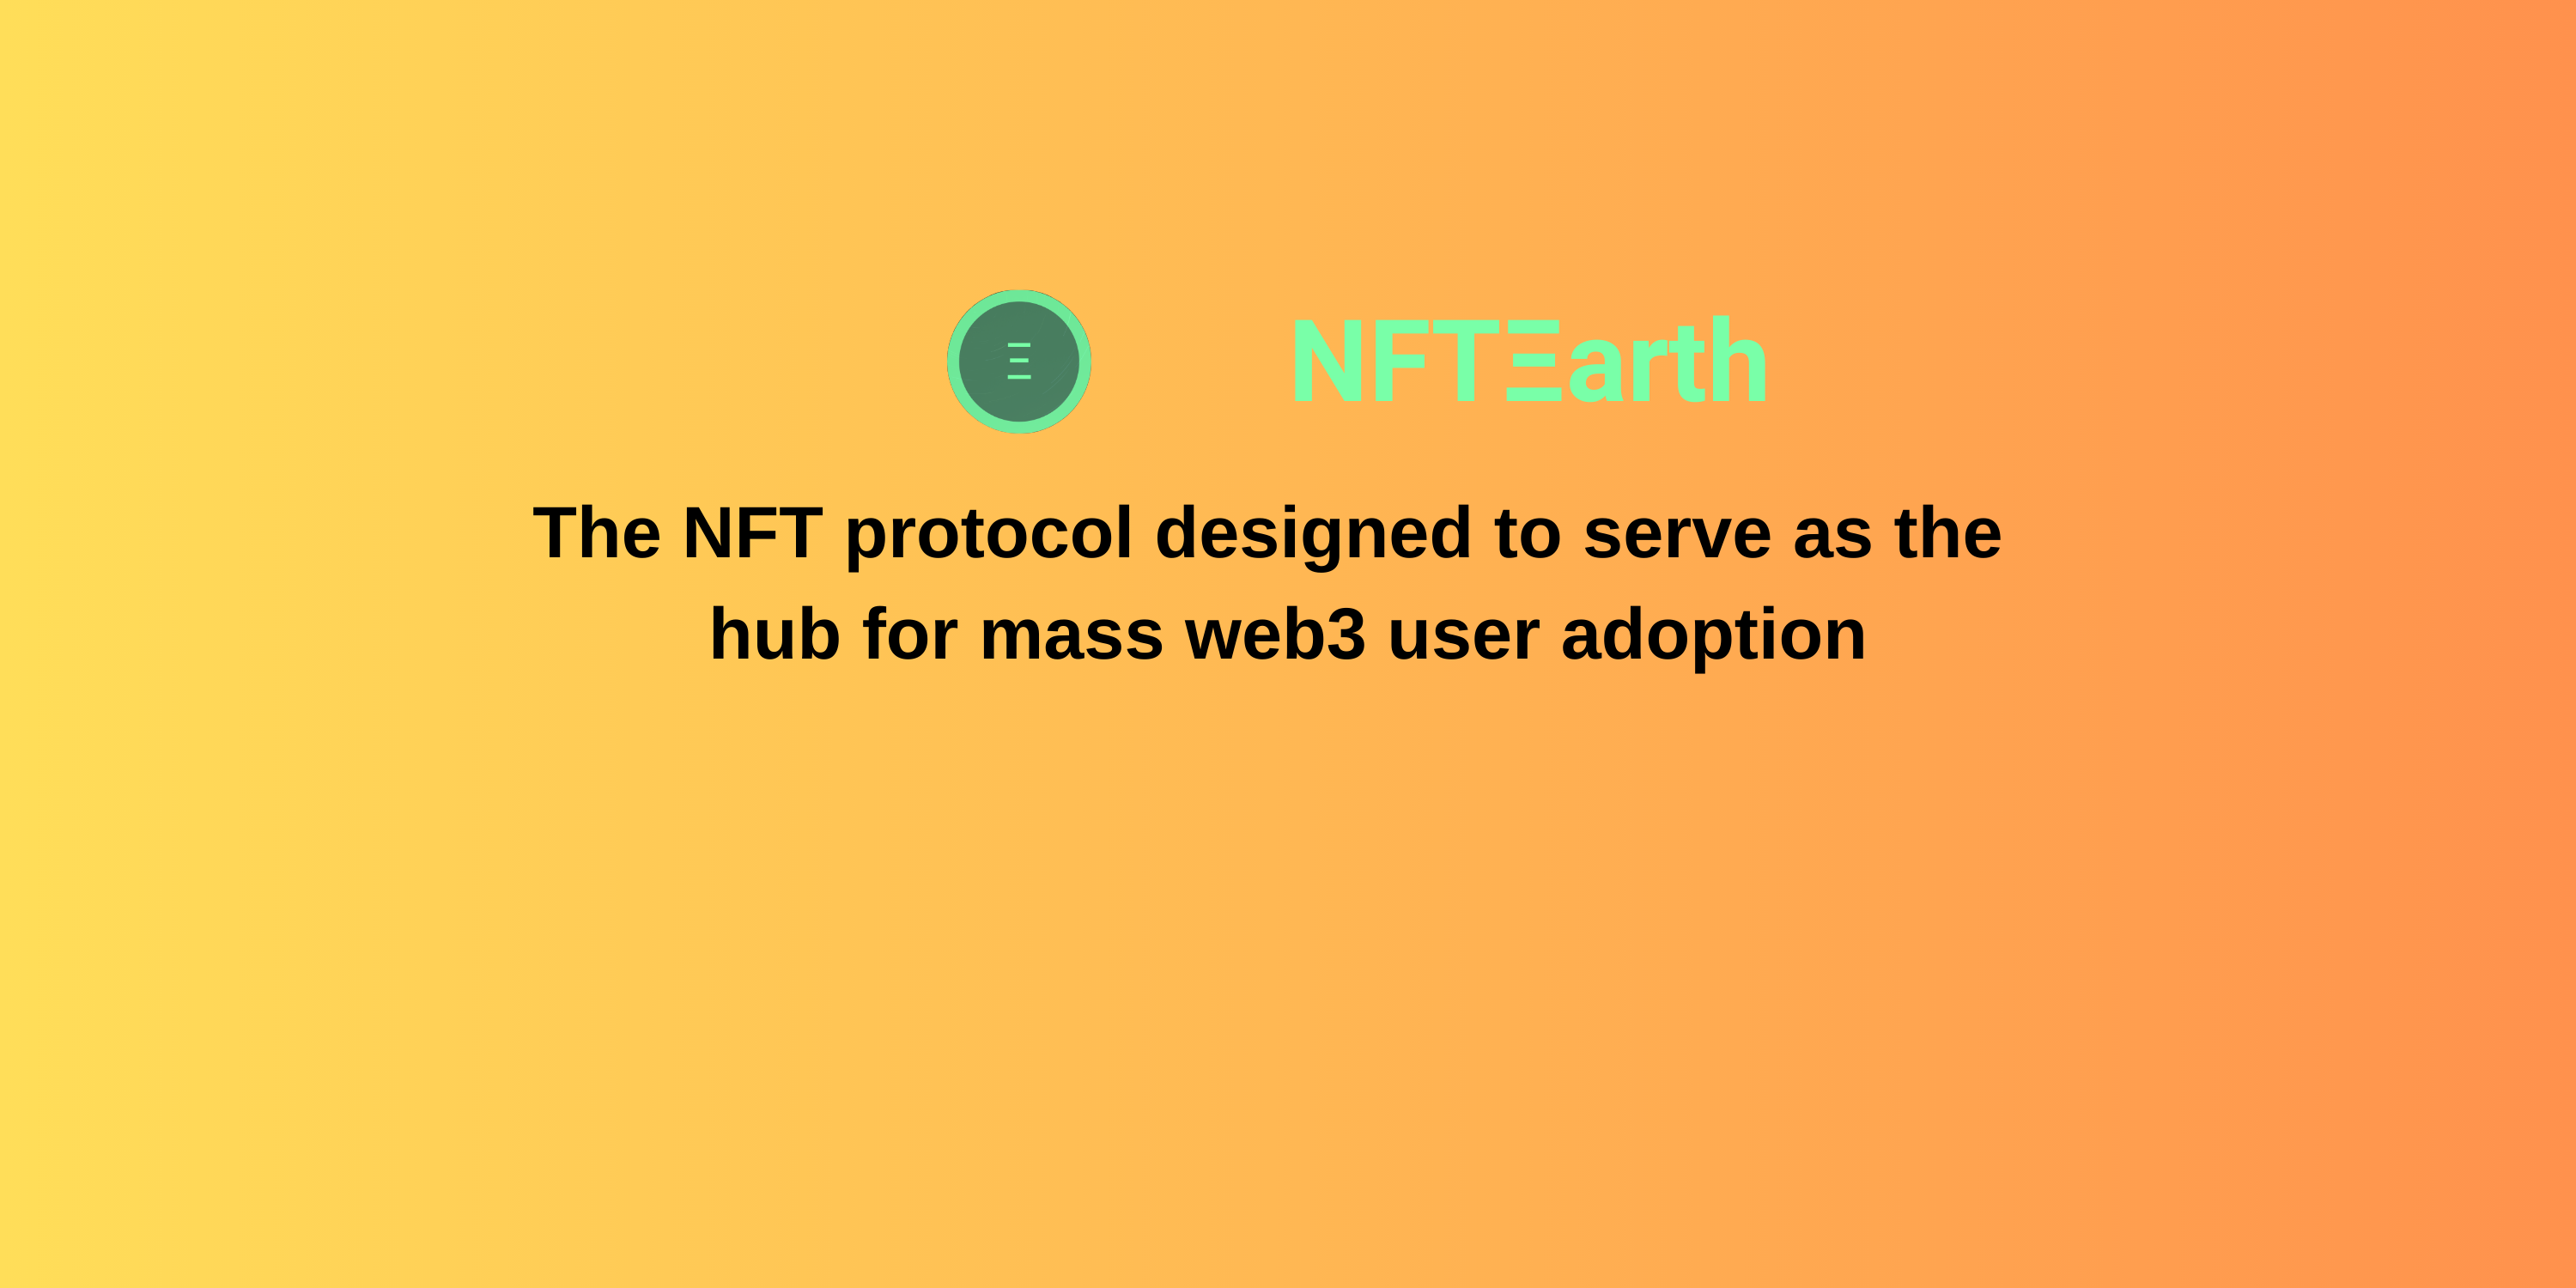 Ξ NFTΞarth
The NFT protocol designed to serve as the
hub for mass web3 user adoption